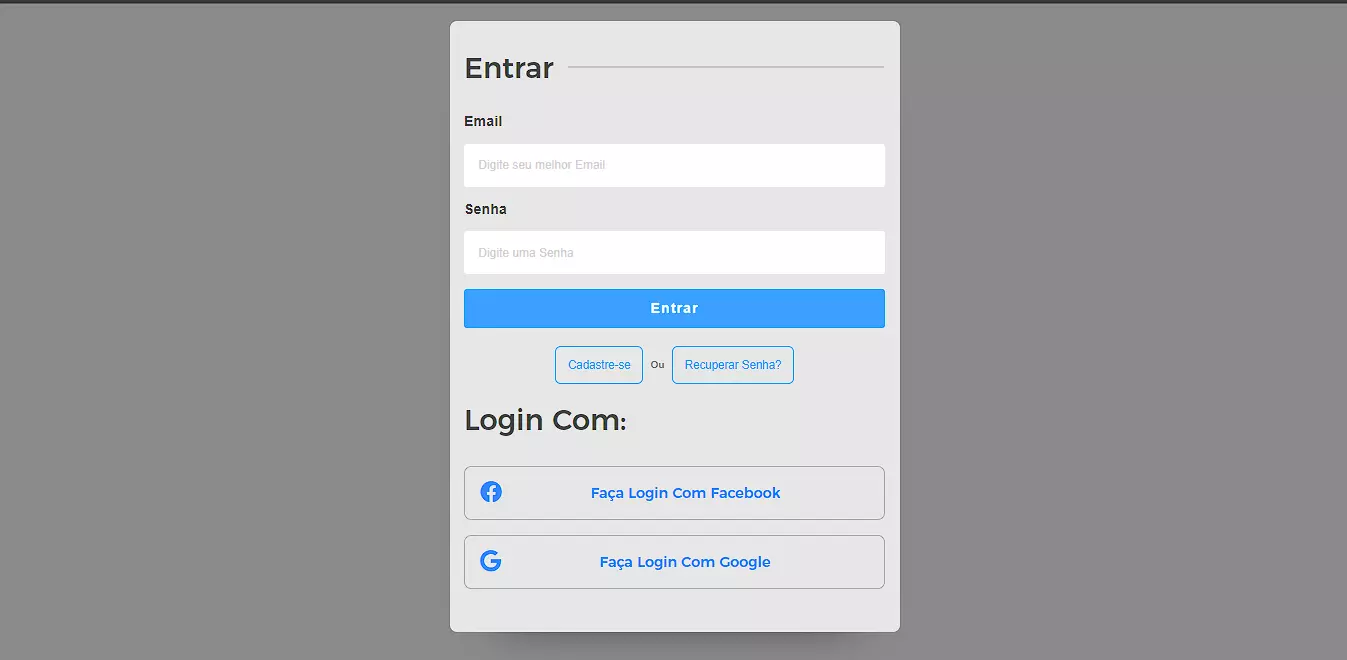 Entrar
Email
Digite seu melhor Email
Senha
Digite uma Senha
Entrar
Cadastre-se Ou Recuperar Senha?
Login Com:
Faça Login Com Facebook
Faça Login Com Google